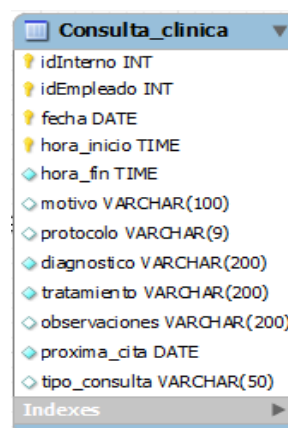 Consulta_clinica
idInterno INT
idEmpleado INT
fecha DATE
hora_inicio TIME
hora_fin TIME
motivo VARCHAR(100)
protocolo VARCHAR(9)
diagnostico VARCHAR(200)
tratamiento VARCHAR(200)
observaciones VARCHAR(200)
proxima_cita DATE
tipo_consulta VARCHAR(50)
Indexes